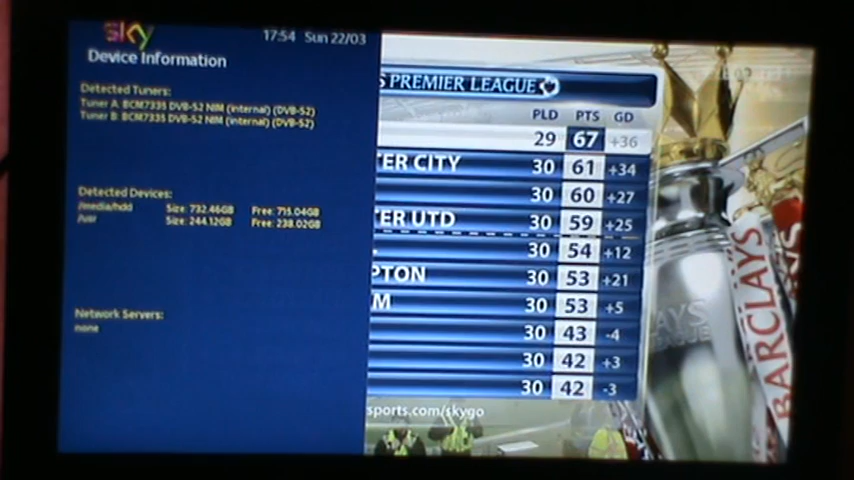 sky
17:54 Sun 22/03
Device Information
Detected Tuners:
Tuner A: BCM7335 DVB-S2 NIM (internal) (DVB-S2)
Tuner B: BCM7335 DVB-S2 NIM (internal) (DVB-S2)
Detected Devices:
/media/hdd Size: 732.46GB Free: 715.04GB
/usr Size: 244.12GB Free: 238.02GB
Network Servers:
none
S PREMIER LEAGUE
PLD PTS GD
29 67 +36
TER CITY 30 61 +34
30 60 +27
TER UTD 30 59 +25
30 54 +12
PTON 30 53 +21
M 30 53 +5
30 43 -4
30 42 +3
30 42 -3
sports.com/skygo
BARCLAYS